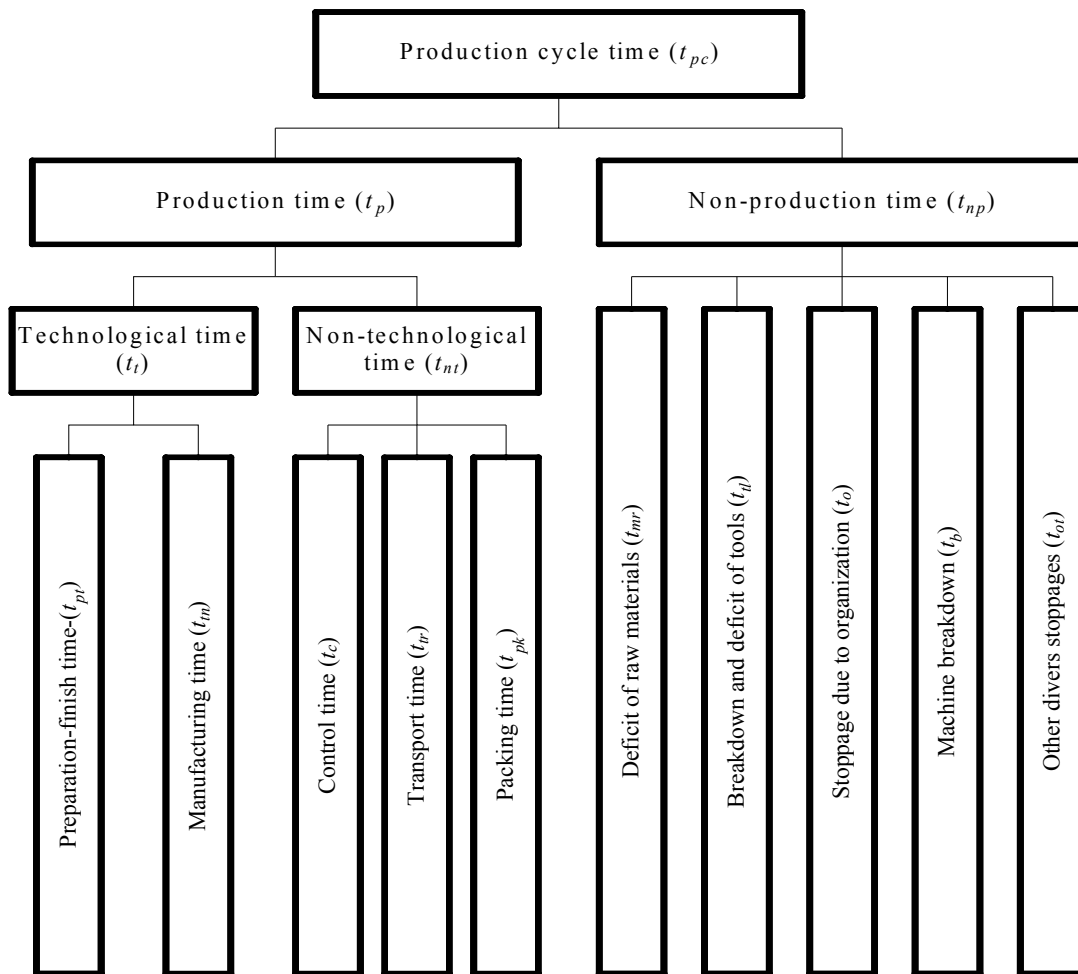 Production cycle time (t_pc)
Production time (t_p)
Non-production time (t_np)
Technological time
(t_t)
Non-technological
time (t_nt)
Preparation-finish time-(t_pt)
Manufacturing time (t_tn)
Control time (t_c)
Transport time (t_tr)
Packing time (t_pk)
Deficit of raw materials (t_mr)
Breakdown and deficit of tools (t_tl)
Stoppage due to organization (t_o)
Machine breakdown (t_b)
Other divers stoppages (t_ot)